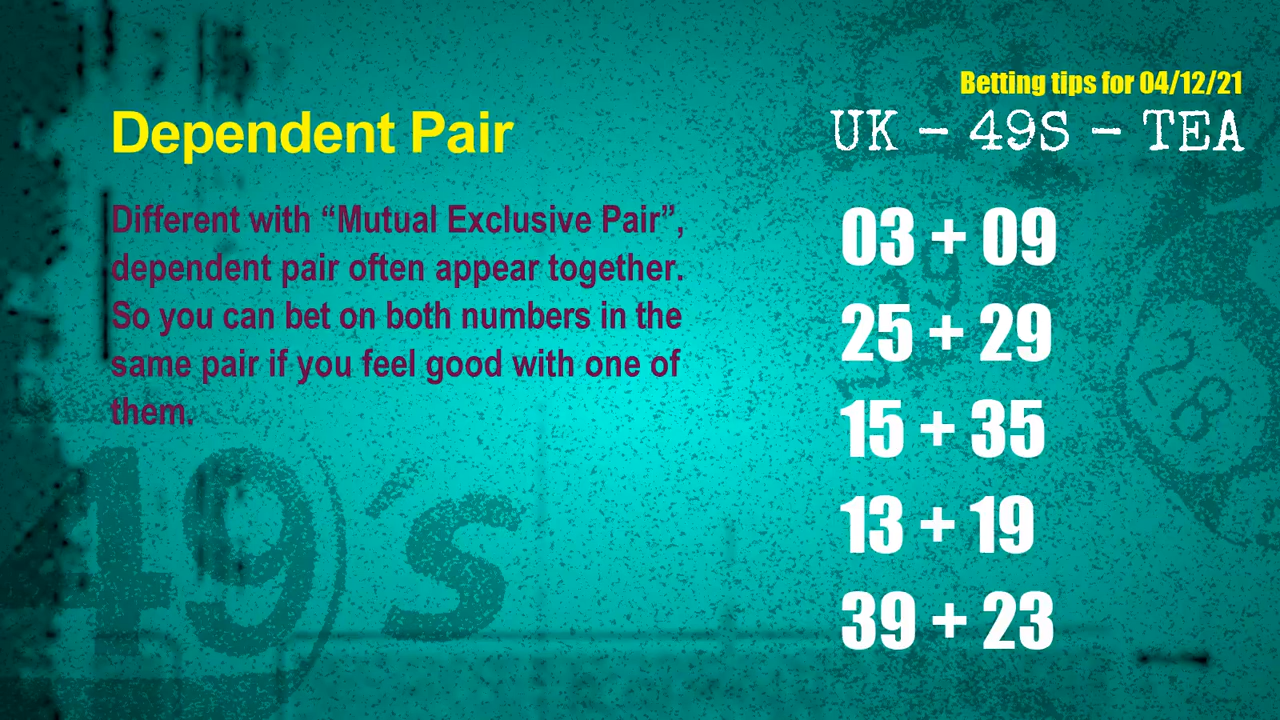 Betting tips for 04/12/21
UK - 49S - TEA
Dependent Pair
Different with “Mutual Exclusive Pair”,
dependent pair often appear together.
So you can bet on both numbers in the
same pair if you feel good with one of
them.
03 + 09
25 + 29
15 + 35
13 + 19
39 + 23
49's
39
28